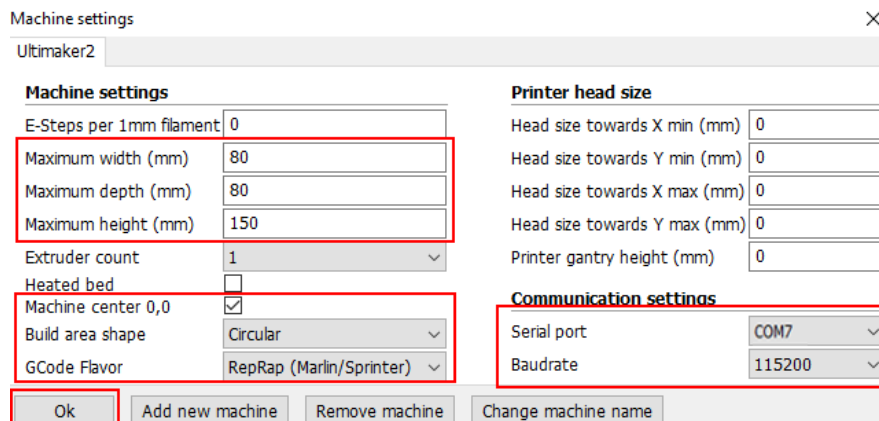 Machine settings
Ultimaker2
Machine settings
E-Steps per 1mm filament 0
Maximum width (mm) 80
Maximum depth (mm) 80
Maximum height (mm) 150
Extruder count 1
Heated bed
Machine center 0,0
Build area shape Circular
GCode Flavor RepRap (Marlin/Sprinter)
Printer head size
Head size towards X min (mm) 0
Head size towards Y min (mm) 0
Head size towards X max (mm) 0
Head size towards Y max (mm) 0
Printer gantry height (mm) 0
Communication settings
Serial port COM7
Baudrate 115200
Ok Add new machine Remove machine Change machine name